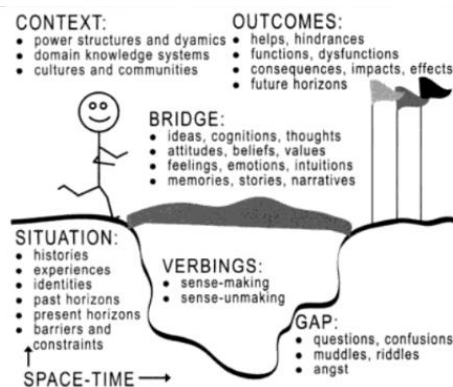 CONTEXT:
• power structures and dyamics
• domain knowledge systems
• cultures and communities
OUTCOMES:
• helps, hindrances
• functions, dysfunctions
• consequences, impacts, effects
• future horizons
BRIDGE:
• ideas, cognitions, thoughts
• attitudes, beliefs, values
• feelings, emotions, intuitions
• memories, stories, narratives
SITUATION:
• histories
• experiences
• identities
• past horizons
• present horizons
• barriers and
constraints
VERBINGS:
• sense-making
• sense-unmaking
GAP:
• questions, confusions
• muddles, riddles
• angst
SPACE-TIME